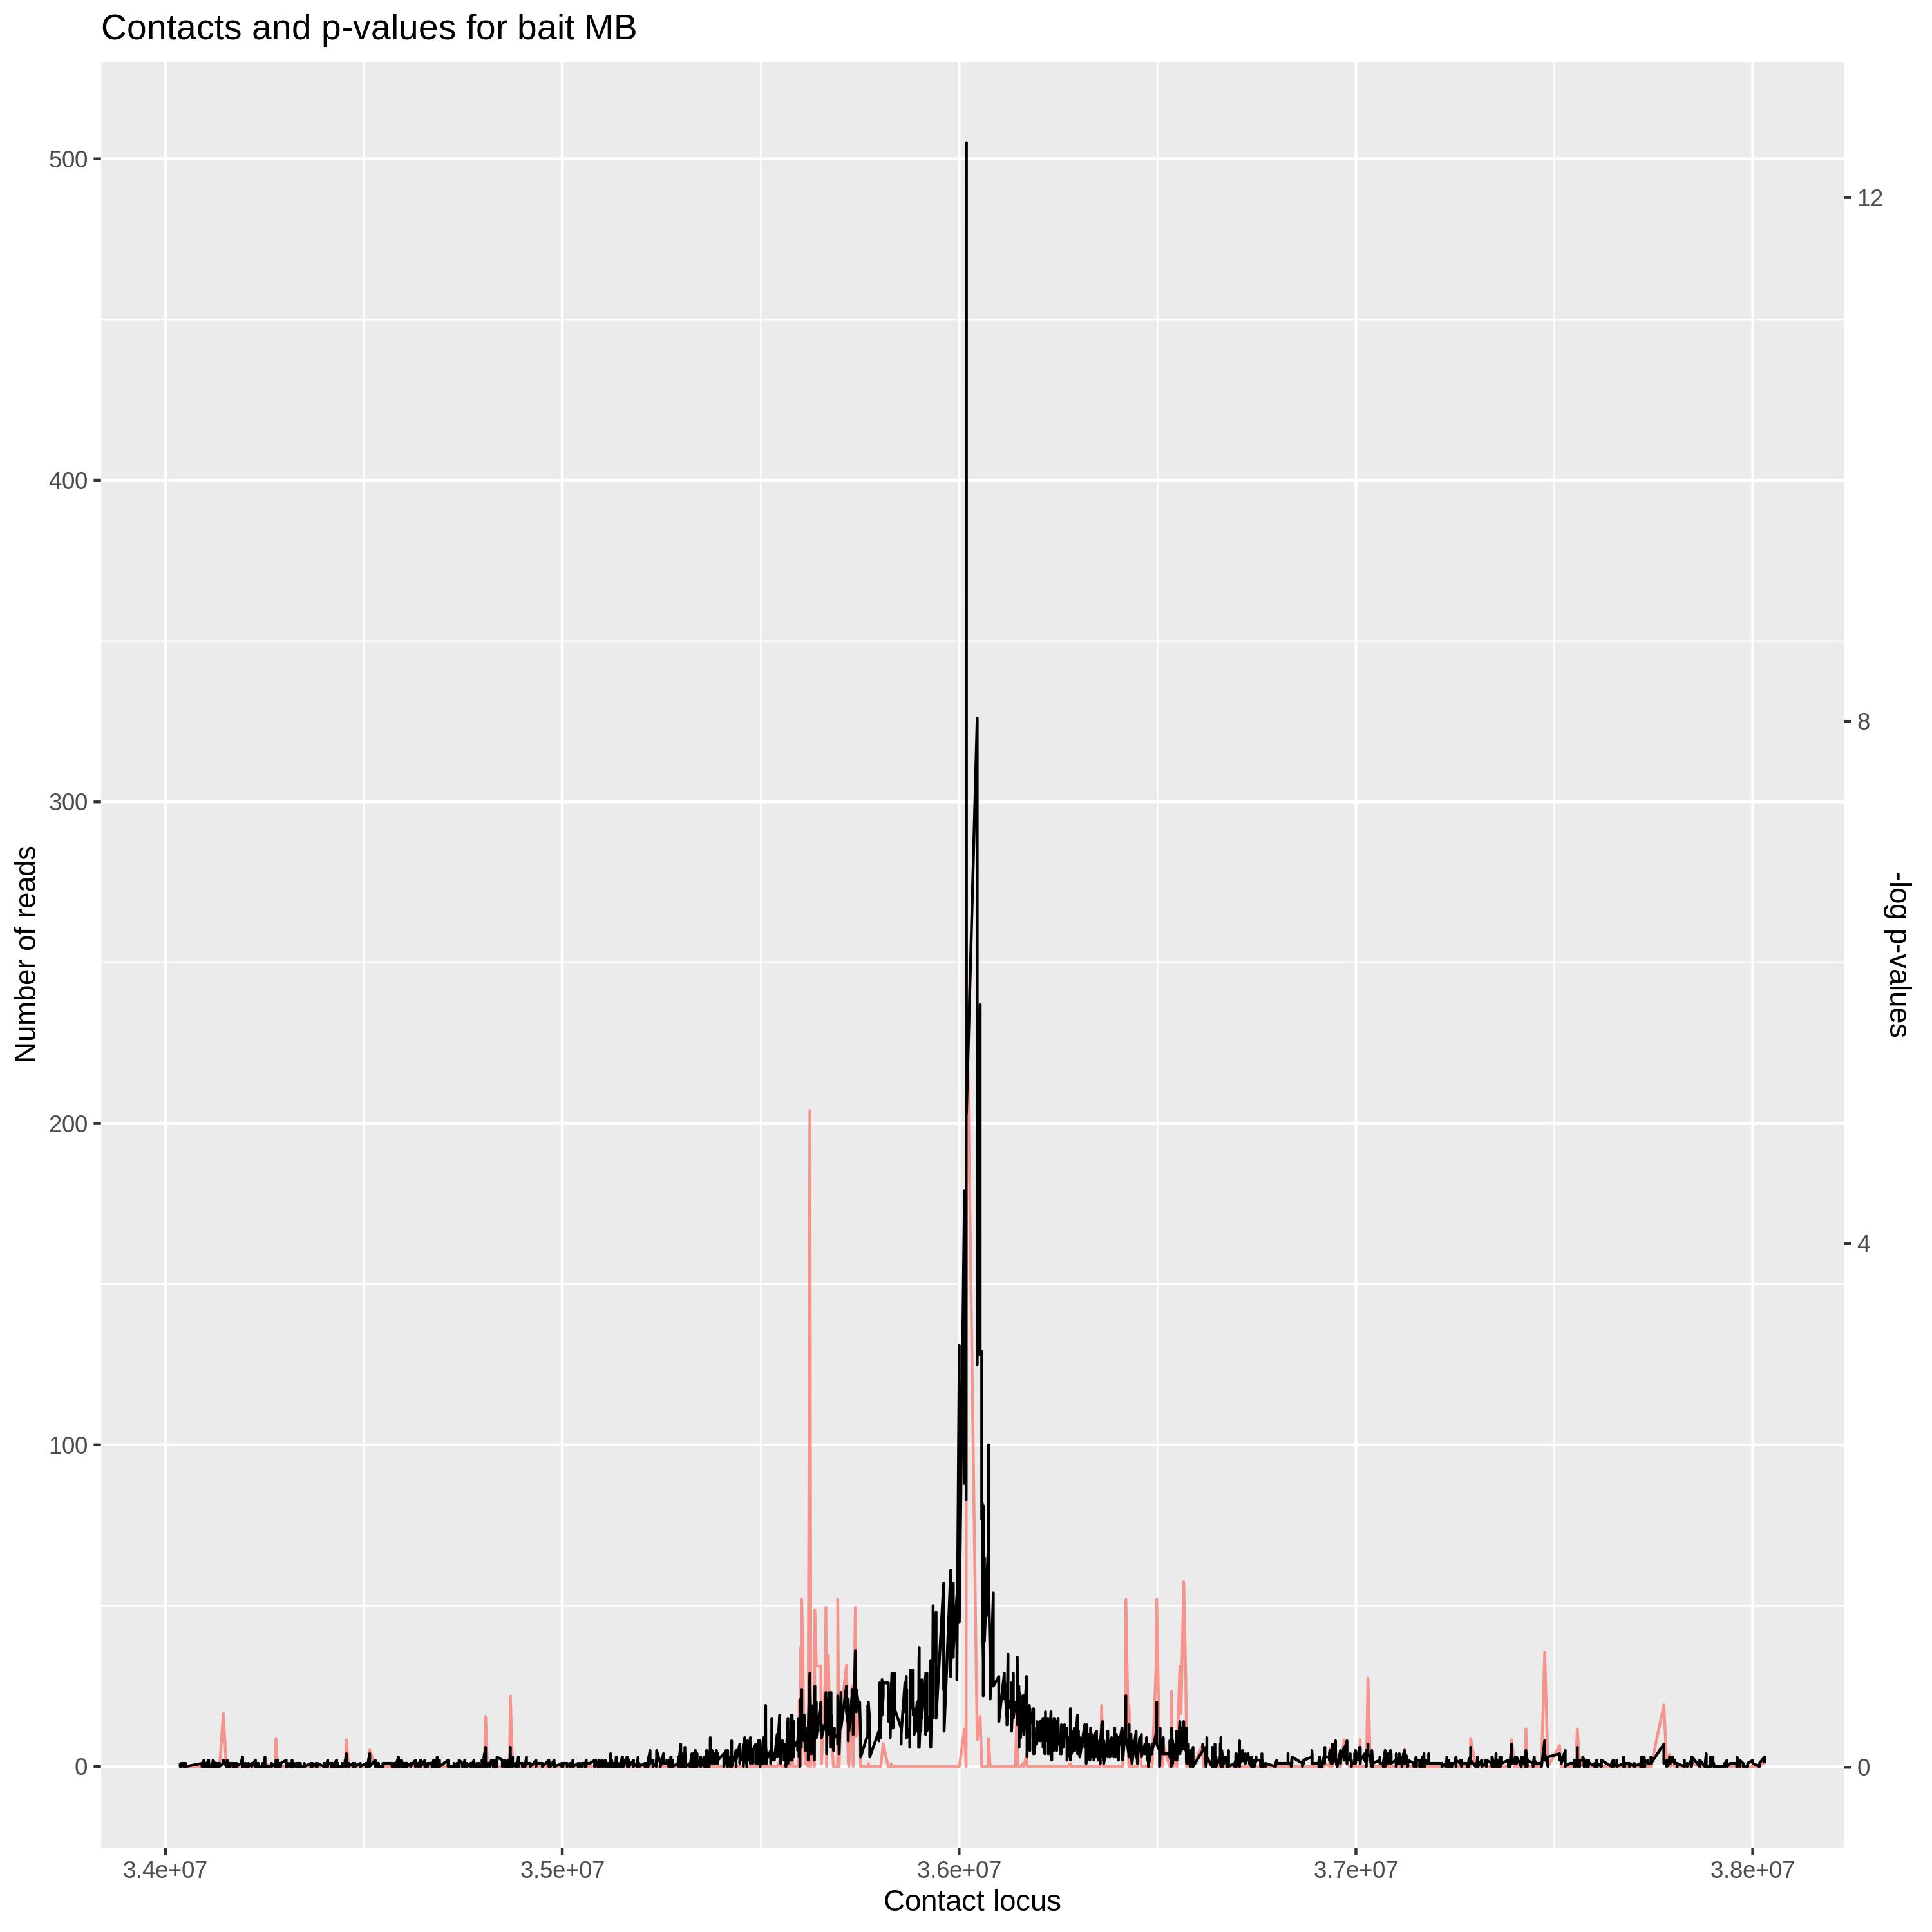 Contacts and p-values for bait MB
500
400
300
200
100
0
Number of reads
12
8
4
0
-log p-values
3.4e+07
3.5e+07
3.6e+07
3.7e+07
3.8e+07
Contact locus